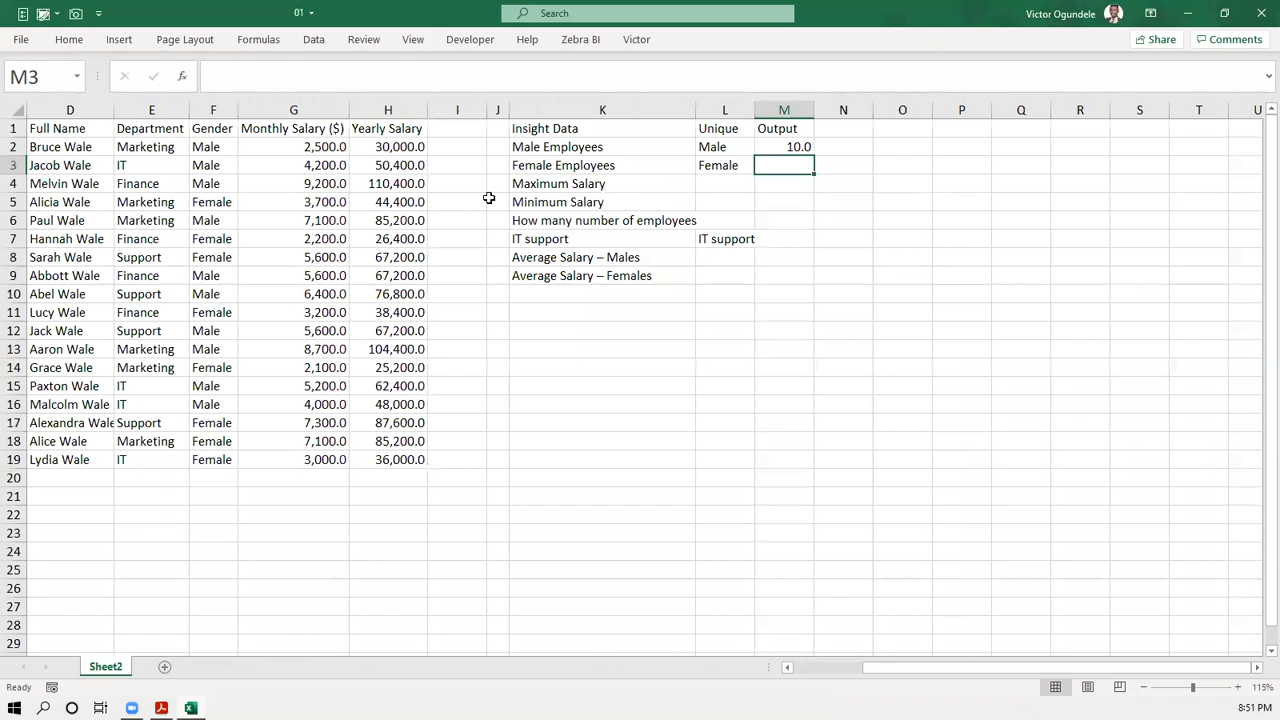 01
Search
Victor Ogundele
File Home Insert Formulas Page Layout Data Review View Developer Help Zebra BI Victor
Share Comments
M3 fx
D E F G H I J K L M N O P Q R S T U
1 Full Name Department Gender Monthly Salary ($) Yearly Salary Insight Data Unique Output
2 Bruce Wale Marketing Male 2,500.0 30,000.0 Male Employees Male 10.0
3 Jacob Wale IT Male 4,200.0 50,400.0 Female Employees Female
4 Melvin Wale Finance Male 9,200.0 110,400.0 Maximum Salary
5 Alicia Wale Marketing Female 3,700.0 44,400.0 Minimum Salary
6 Paul Wale Marketing Male 7,100.0 85,200.0 How many number of employees
7 Hannah Wale Finance Female 2,200.0 26,400.0 IT support IT support
8 Sarah Wale Support Female 5,600.0 67,200.0 Average Salary – Males
9 Abbott Wale Finance Male 5,600.0 67,200.0 Average Salary – Females
10 Abel Wale Support Male 6,400.0 76,800.0
11 Lucy Wale Finance Female 3,200.0 38,400.0
12 Jack Wale Support Male 5,600.0 67,200.0
13 Aaron Wale Marketing Male 8,700.0 104,400.0
14 Grace Wale Marketing Female 2,100.0 25,200.0
15 Paxton Wale IT Male 5,200.0 62,400.0
16 Malcolm Wale IT Male 4,000.0 48,000.0
17 Alexandra Wale Support Female 7,300.0 87,600.0
18 Alice Wale Marketing Female 7,100.0 85,200.0
19 Lydia Wale IT Female 3,000.0 36,000.0
20
21
22
23
24
25
26
27
28
29
Sheet2
Ready 115%
8:51 PM